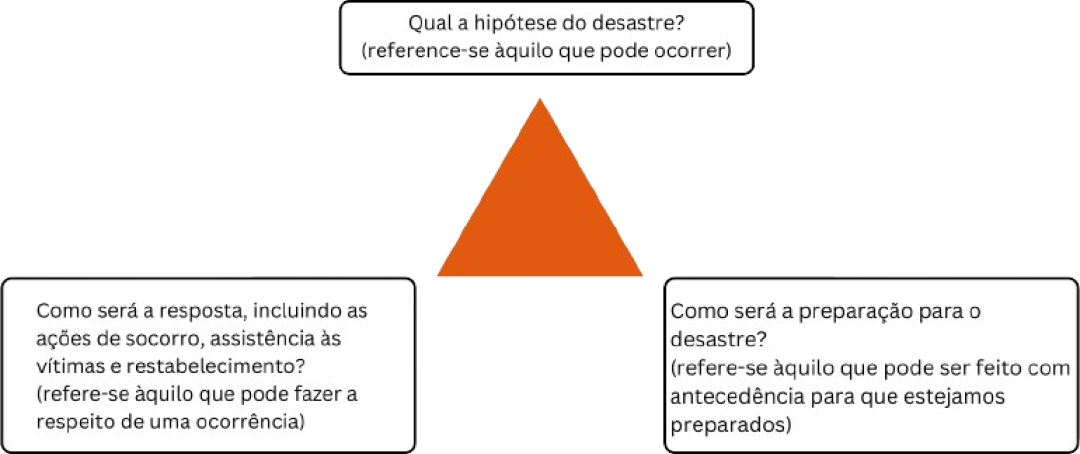 Qual a hipótese do desastre?
(reference-se àquilo que pode ocorrer)
Como será a resposta, incluindo as
ações de socorro, assistência às
vítimas e restabelecimento?
(refere-se àquilo que pode fazer a
respeito de uma ocorrência)
Como será a preparação para o
desastre?
(refere-se àquilo que pode ser feito com
antecedência para que estejamos
preparados)